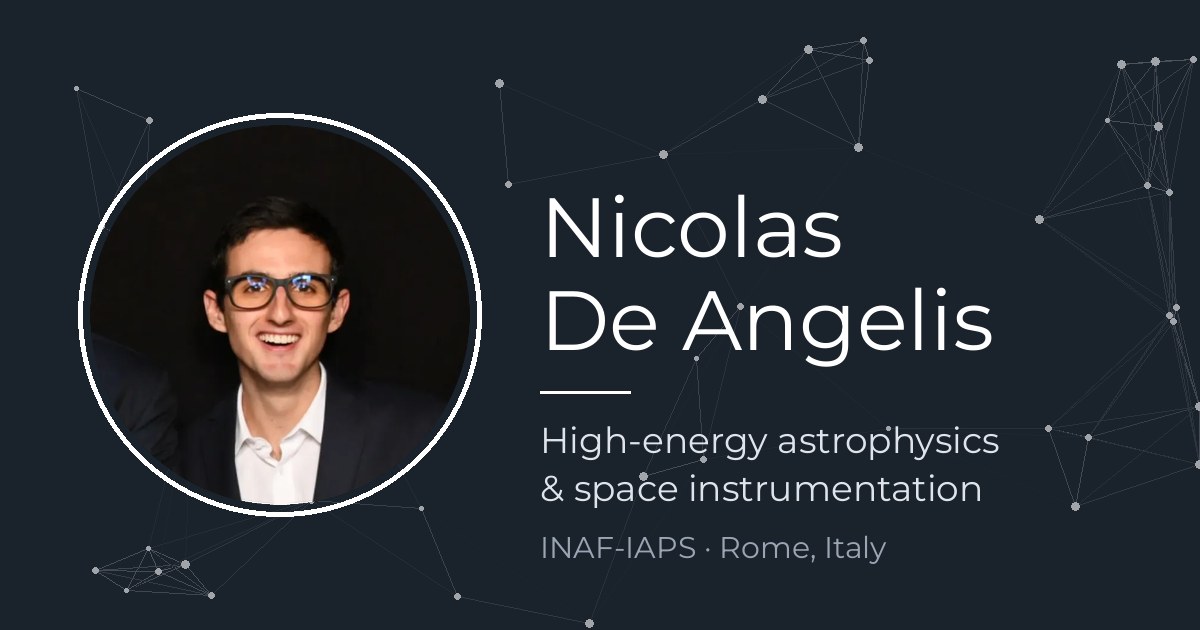 Nicolas
De Angelis
High-energy astrophysics
& space instrumentation
INAF-IAPS · Rome, Italy